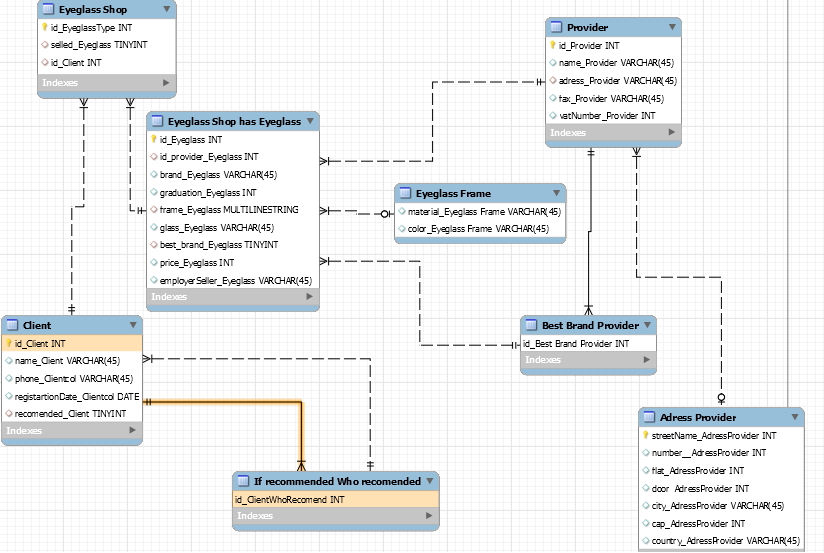 Eyeglass Shop
id_EyeglassType INT
selled_Eyeglass TINYINT
id_Client INT
Indexes
Provider
id_Provider INT
name_Provider VARCHAR(45)
adress_Provider VARCHAR(45)
fax_Provider VARCHAR(45)
vatNumber_Provider INT
Indexes
Eyeglass Shop has Eyeglass
id_Eyeglass INT
id_provider_Eyeglass INT
brand_Eyeglass VARCHAR(45)
graduation_Eyeglass INT
frame_Eyeglass MULTILINESTRING
glass_Eyeglass VARCHAR(45)
best_brand_Eyeglass TINYINT
price_Eyeglass INT
employerSeller_Eyeglass VARCHAR(45)
Indexes
Eyeglass Frame
material_Eyeglass Frame VARCHAR(45)
color_Eyeglass Frame VARCHAR(45)
Client
id_Client INT
name_Client VARCHAR(45)
phone_Clientcol VARCHAR(45)
registartionDate_Clientcol DATE
recomended_Client TINYINT
Indexes
Best Brand Provider
id_Best Brand Provider INT
Indexes
If recommended Who recomended
id_ClientWhoRecomend INT
Indexes
Adress Provider
streetName_AdressProvider INT
number__AdressProvider INT
flat_AdressProvider INT
door_AdressProvider INT
city_AdressProvider VARCHAR(45)
cap_AdressProvider INT
country_AdressProvider VARCHAR(45)